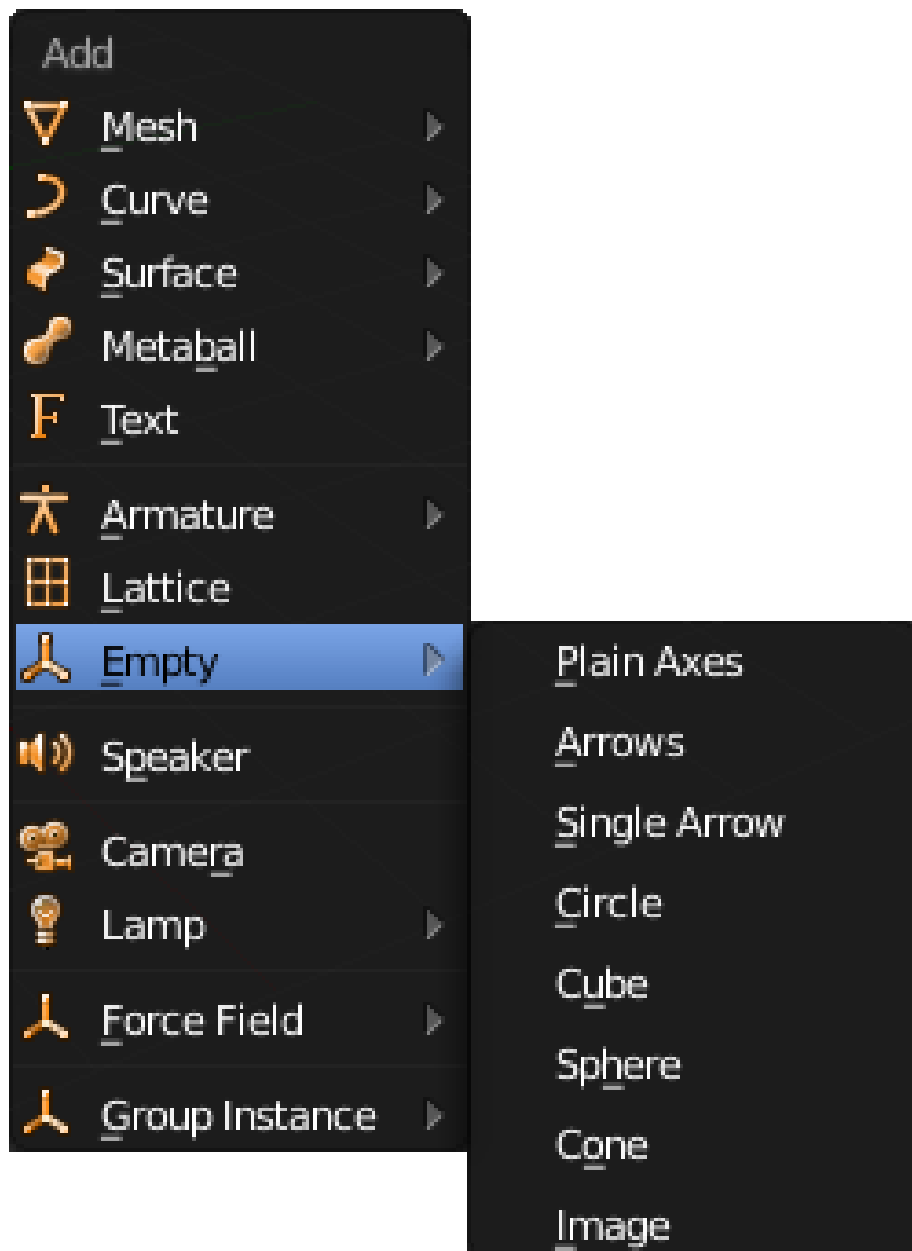 Add
Mesh
Curve
Surface
Metaball
Text
Armature
Lattice
Empty
Speaker
Camera
Lamp
Force Field
Group Instance
Plain Axes
Arrows
Single Arrow
Circle
Cube
Sphere
Cone
Image